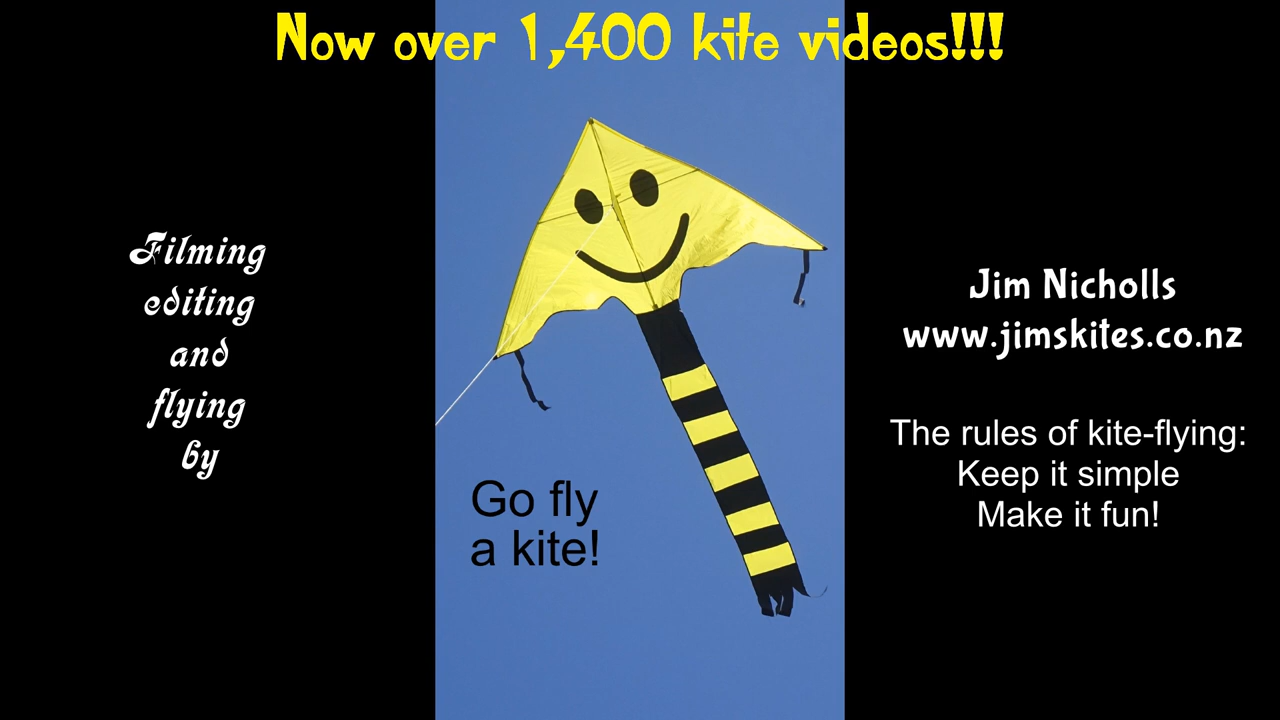 Now over 1,400 kite videos!!!
Filming
editing
and
flying
by
Go fly
a kite!
Jim Nicholls
www.jimskites.co.nz
The rules of kite-flying:
Keep it simple
Make it fun!